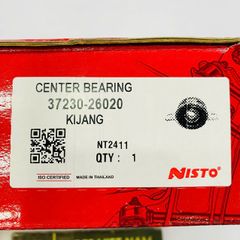 CENTER BEARING
37230-26020
KIJANG
NT2411
QTY : 1
ISO CERTIFIED
MADE IN THAILAND
NISTO